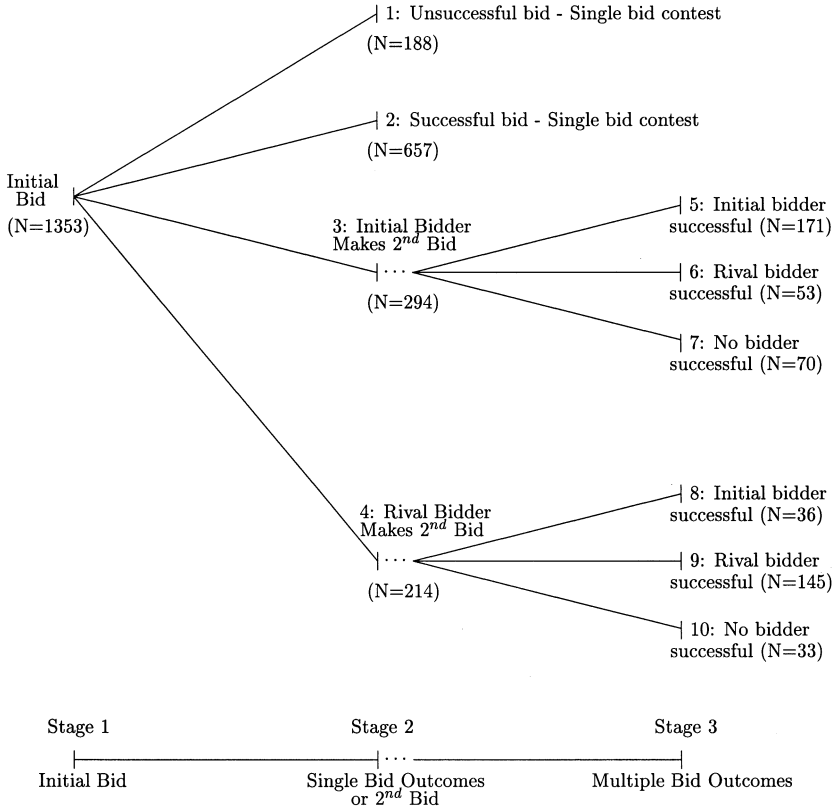 1: Unsuccessful bid - Single bid contest
(N=188)
2: Successful bid - Single bid contest
(N=657)
Initial
Bid
(N=1353)
3: Initial Bidder
Makes 2nd Bid
· · ·
(N=294)
5: Initial bidder
successful (N=171)
6: Rival bidder
successful (N=53)
7: No bidder
successful (N=70)
4: Rival Bidder
Makes 2nd Bid
· · ·
(N=214)
8: Initial bidder
successful (N=36)
9: Rival bidder
successful (N=145)
10: No bidder
successful (N=33)
Stage 1
Stage 2
Stage 3
· · ·
Initial Bid
Single Bid Outcomes
or 2nd Bid
Multiple Bid Outcomes